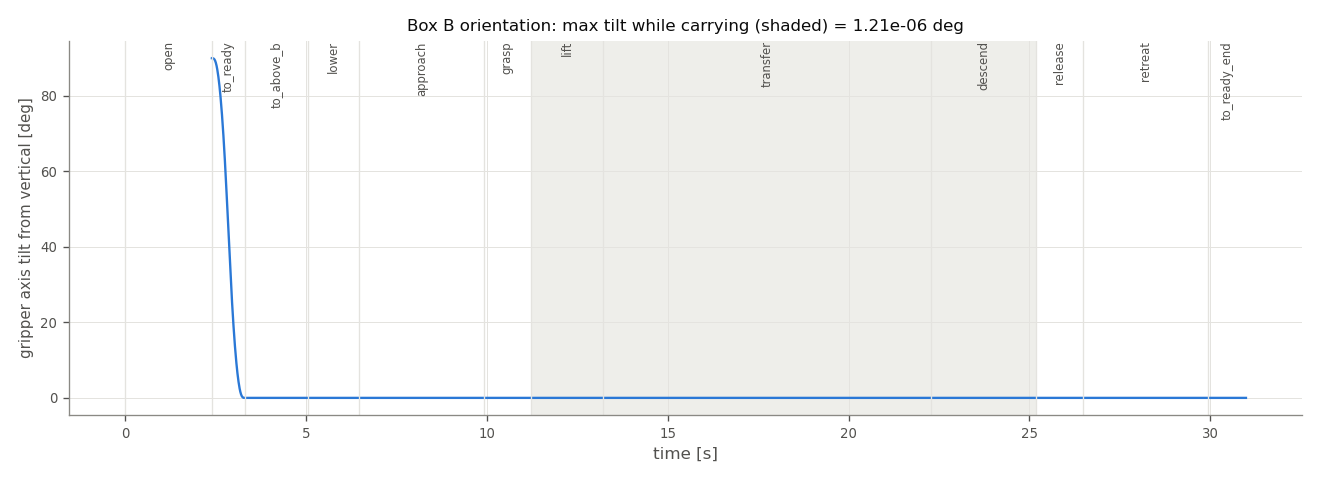 Box B orientation: max tilt while carrying (shaded) = 1.21e-06 deg
open
to_ready
to_above_b
lower
approach
grasp
lift
transfer
descend
release
retreat
to_ready_end
gripper axis tilt from vertical [deg]
80
60
40
20
0
0 5 10 15 20 25 30
time [s]